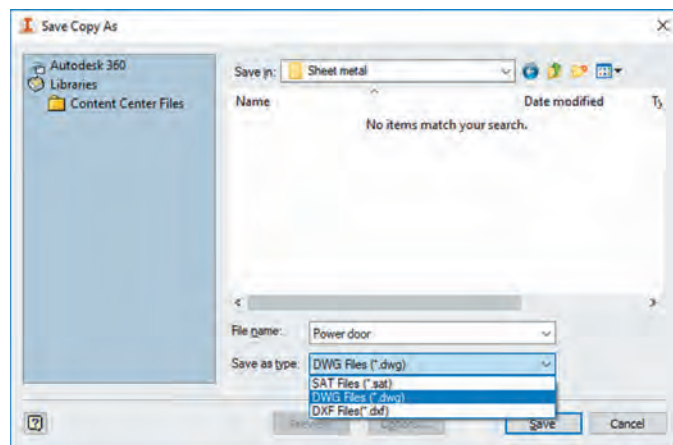 Save Copy As
Autodesk 360
Libraries
Content Center Files
Save in: Sheet metal
Name Date modified Ty
No items match your search.
File name: Power door
Save as type: DWG Files (*.dwg)
SAT Files (*.sat)
DWG Files (*.dwg)
DXF Files(*.dxf)
Save Cancel